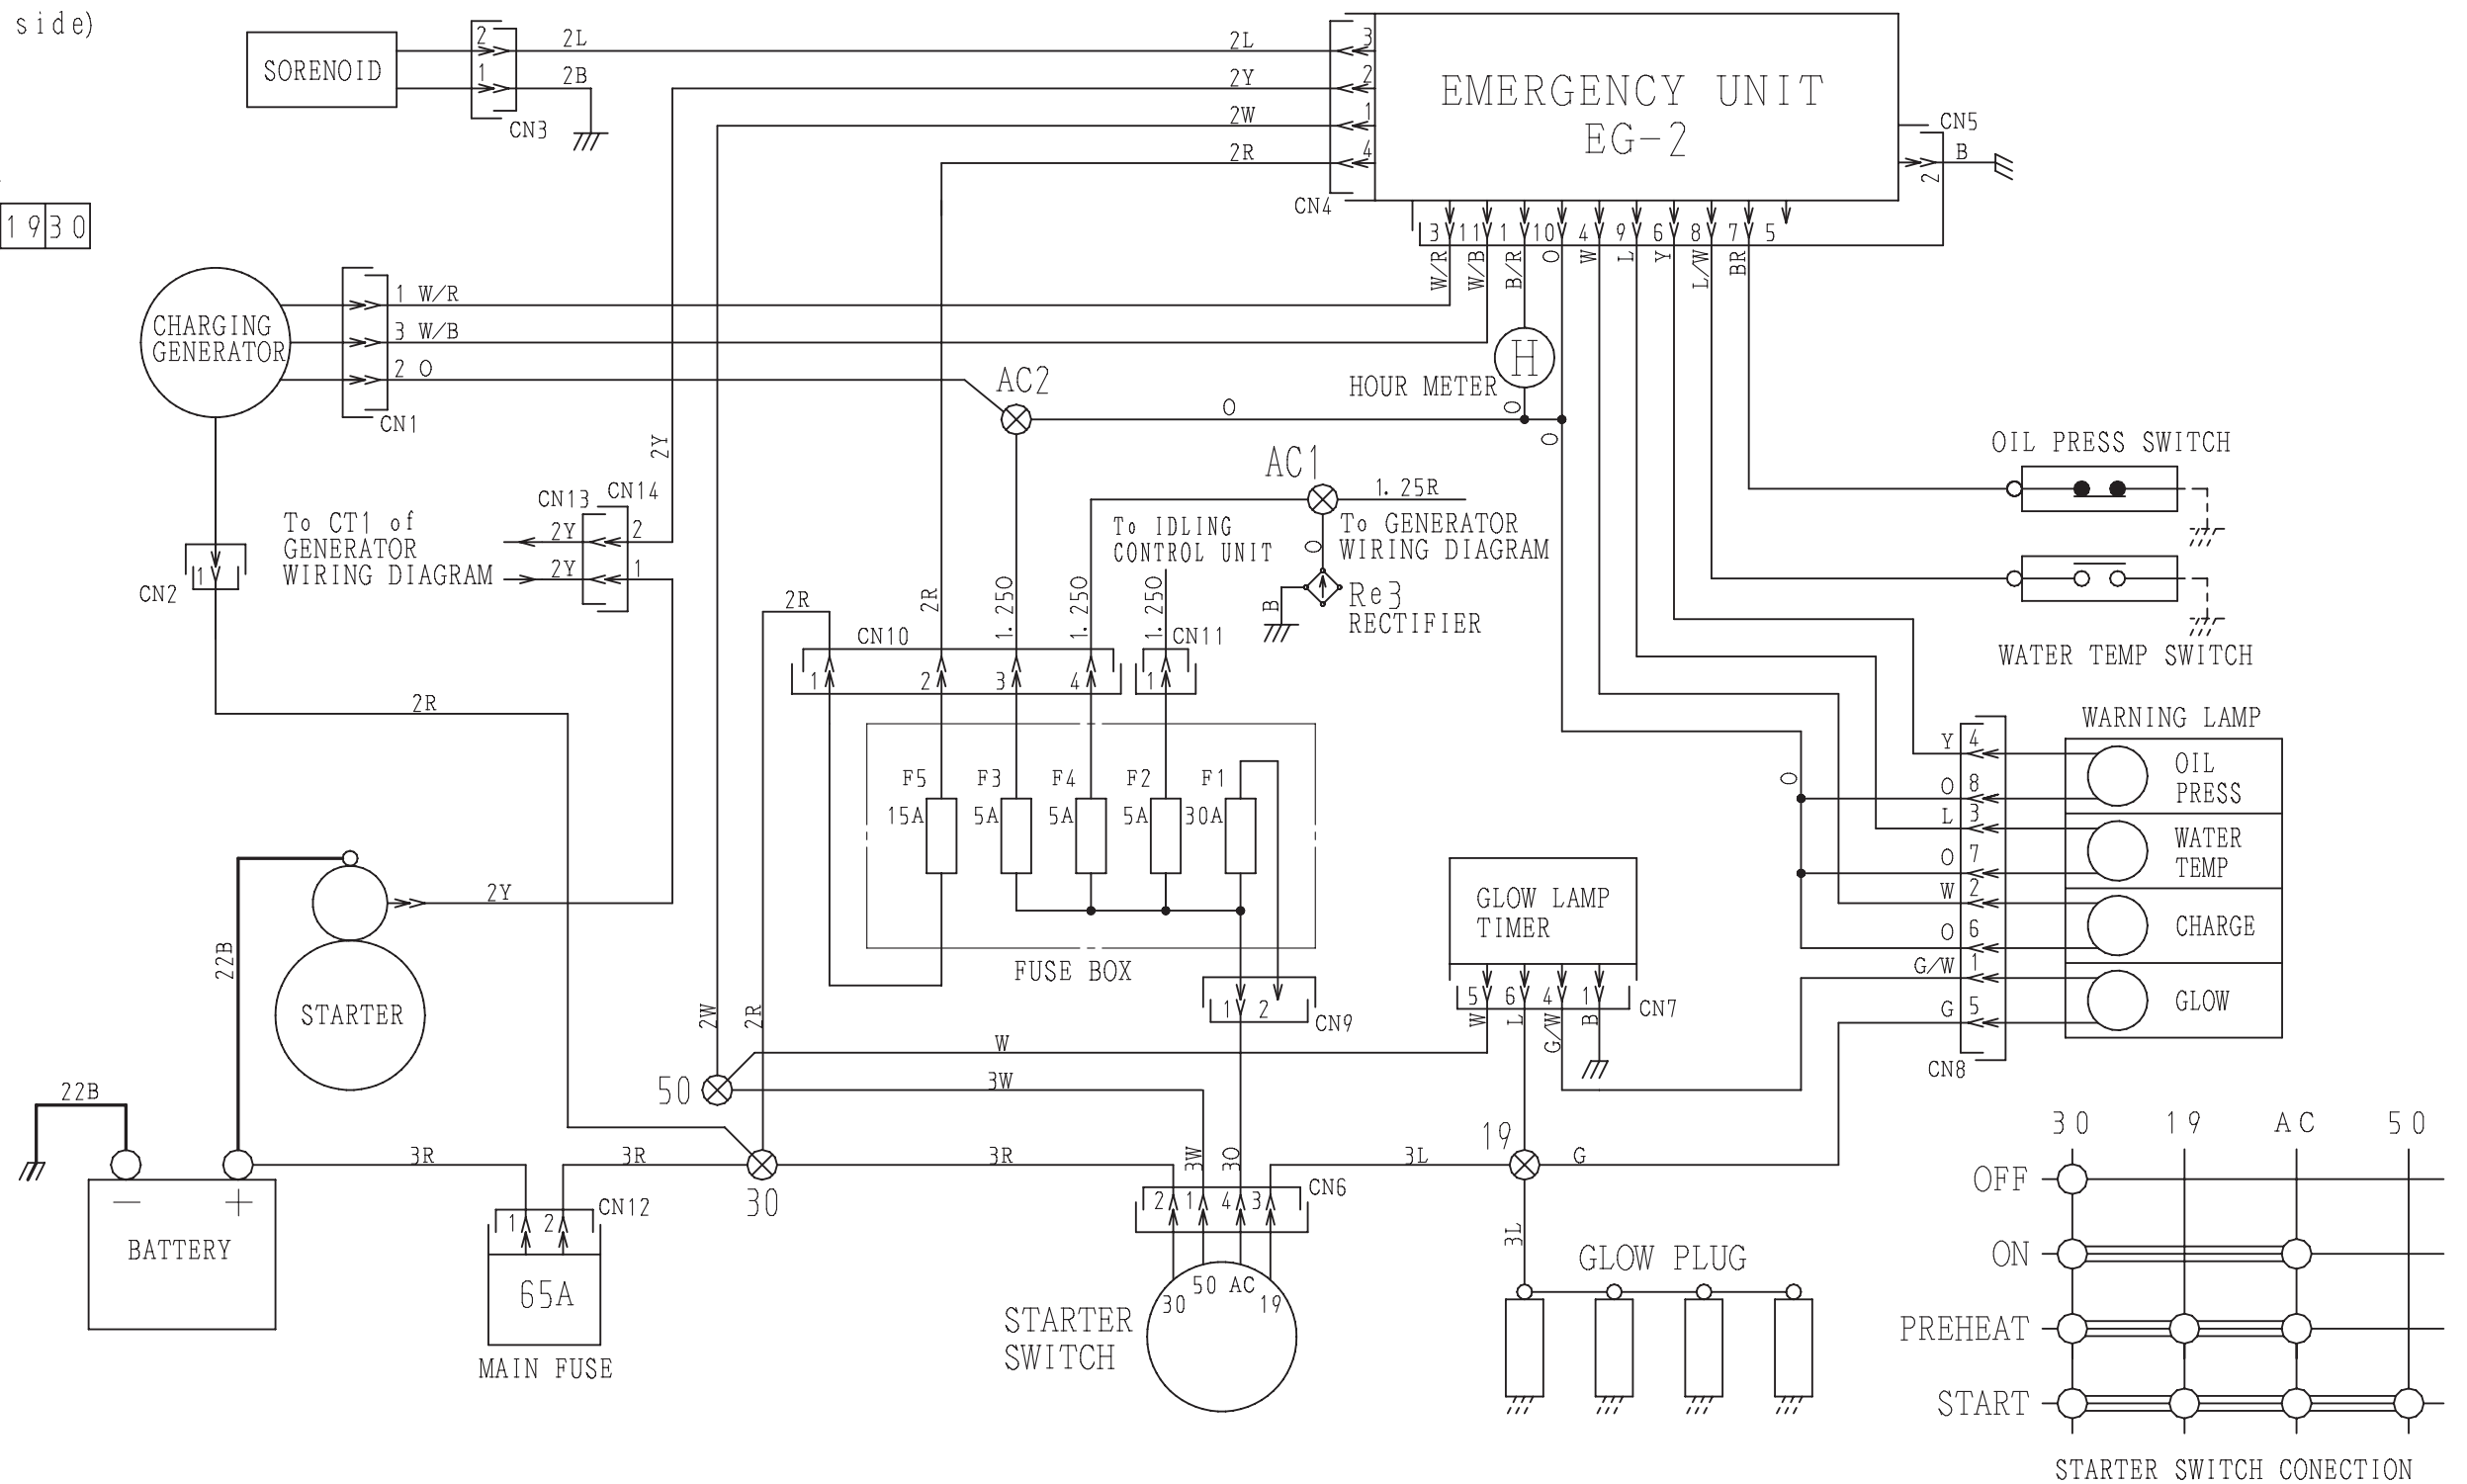 side)
19 30
SORENOID
2
1
CN3
2L
2B
2L
2Y
2W
2R
3
2
1
4
CN4
EMERGENCY UNIT
EG-2
CN5
B
2
3 11 1 10 4 9 6 8 7 5
W/R W/B B/R O W L Y L/W BR
CHARGING
GENERATOR
1 W/R
3 W/B
2 O
CN1
AC2
O
H
HOUR METER
O
O
2Y
CN13 CN14
To CT1 of
GENERATOR
WIRING DIAGRAM
2Y 2
2Y 1
CN2
1
AC1
1.25R
To GENERATOR
WIRING DIAGRAM
To IDLING
CONTROL UNIT
O
B
Re3
RECTIFIER
OIL PRESS SWITCH
WATER TEMP SWITCH
2R
2R
1.25O
1.25O
1.25O
CN10
CN11
1 2 3 4 1
2R
F5 F3 F4 F2 F1
15A 5A 5A 5A 30A
FUSE BOX
1 2
CN9
WARNING LAMP
O
Y 4
O 8
L 3
O 7
W 2
O 6
G/W 1
G 5
CN8
OIL
PRESS
WATER
TEMP
CHARGE
GLOW
GLOW LAMP
TIMER
5 6 4 1
CN7
W L G/W B
2Y
22B
STARTER
2W 2R
W
50
3W
22B
3R
3R
30
3R
3W 3O
3L
19
G
BATTERY
− +
1 2
CN12
65A
MAIN FUSE
2 1 4 3
CN6
30 50 AC 19
STARTER
SWITCH
3L
GLOW PLUG
30 19 AC 50
OFF
ON
PREHEAT
START
STARTER SWITCH CONECTION